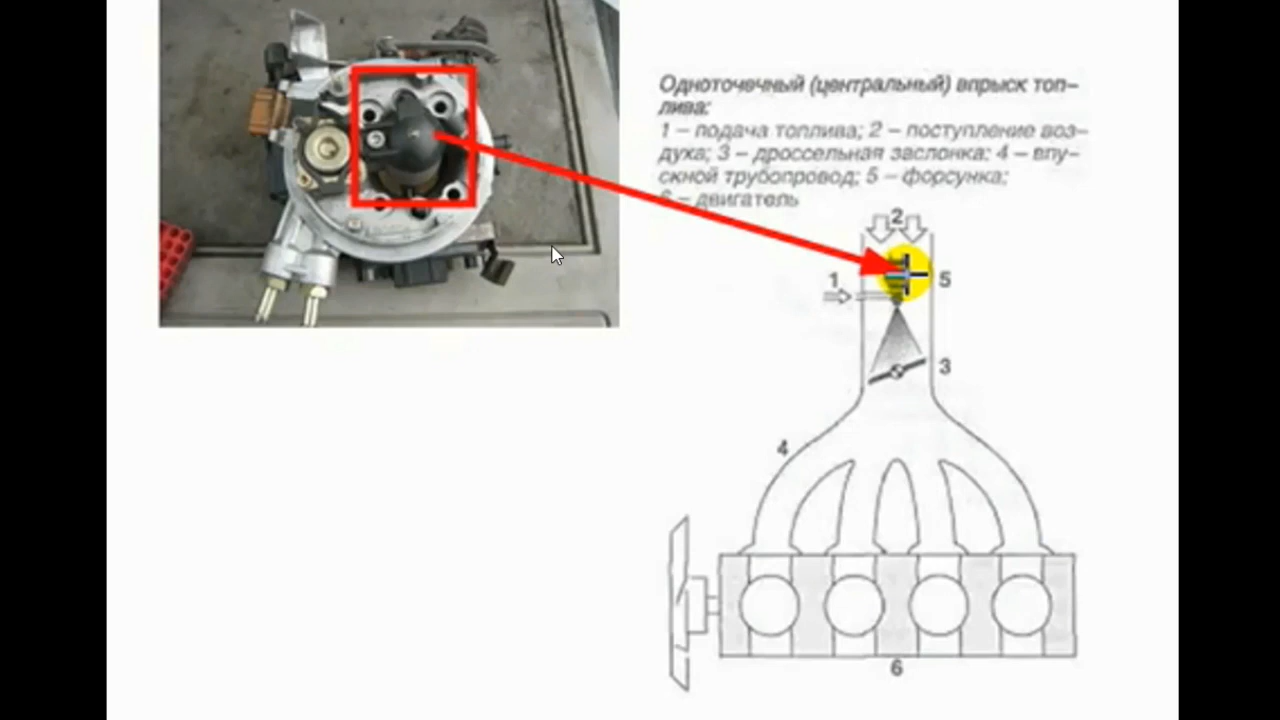 Одноточечный (центральный) впрыск топ-
лива:
1 – подача топлива; 2 – поступление воз-
духа; 3 – дроссельная заслонка; 4 – впу-
скной трубопровод; 5 – форсунка;
6 – двигатель
2
1
5
3
4
6